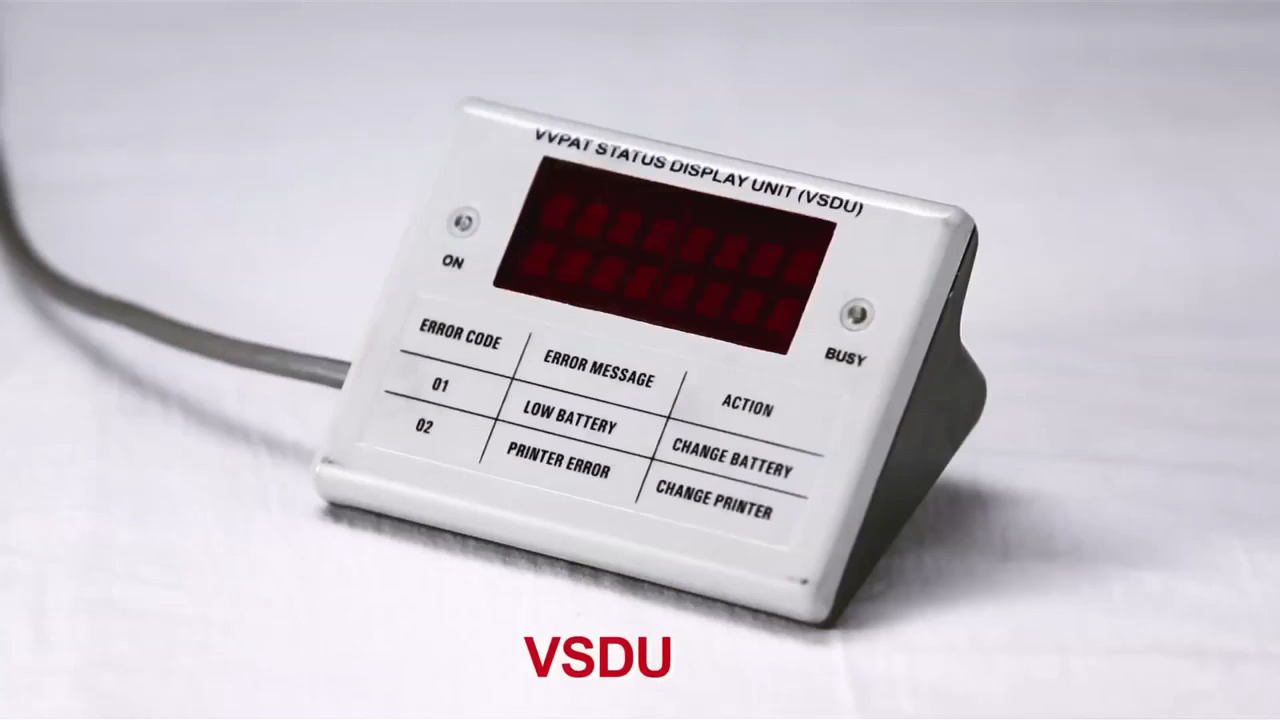 VVPAT STATUS DISPLAY UNIT (VSDU)
ON
BUSY
ERROR CODE ERROR MESSAGE ACTION
01 LOW BATTERY CHANGE BATTERY
02 PRINTER ERROR CHANGE PRINTER
VSDU